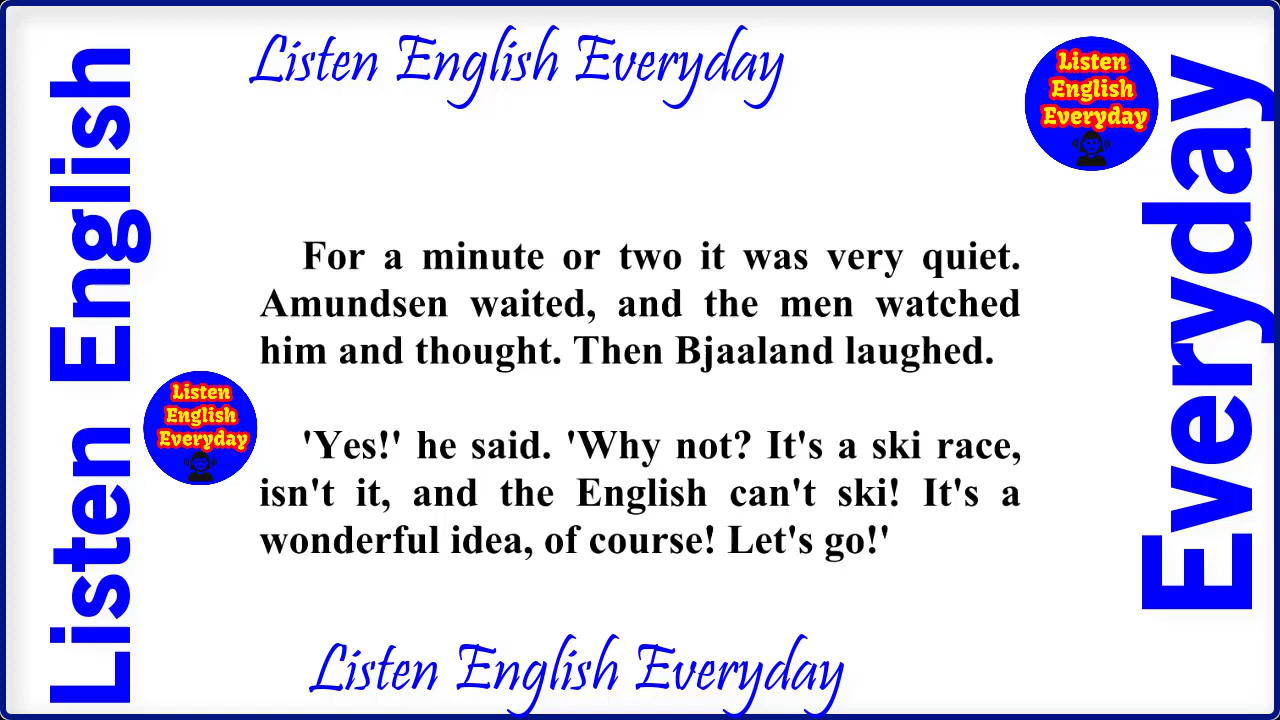 Listen English Everyday
Listen
English
Everyday
Listen English
Everyday
For a minute or two it was very quiet.
Amundsen waited, and the men watched
him and thought. Then Bjaaland laughed.
Listen
English
Everyday
'Yes!' he said. 'Why not? It's a ski race,
isn't it, and the English can't ski! It's a
wonderful idea, of course! Let's go!'
Listen English Everyday